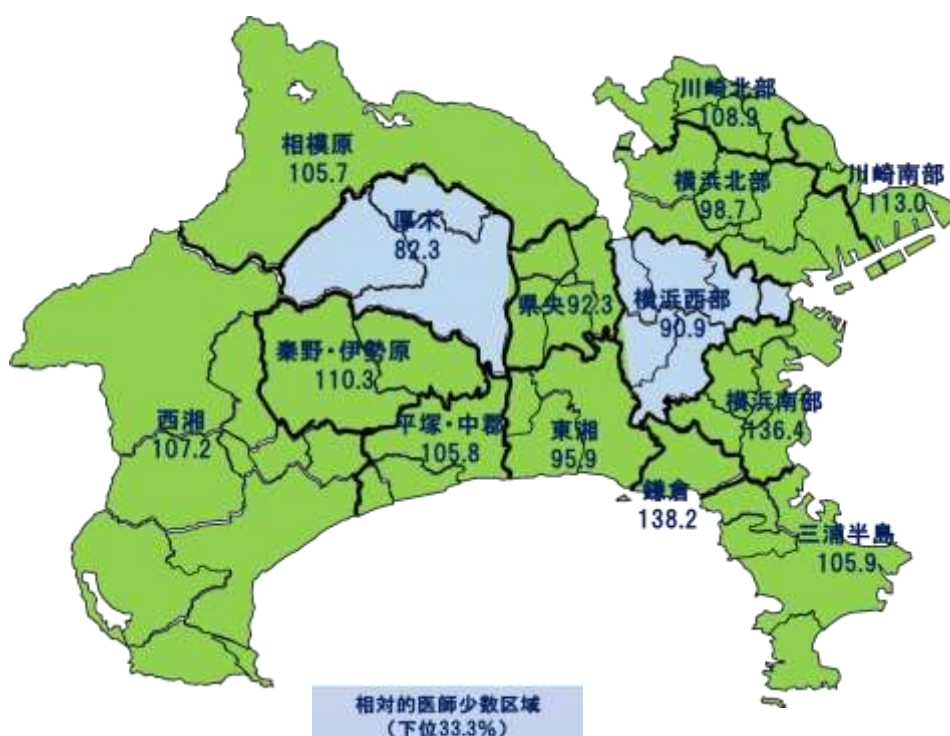 川崎北部
108.9
相模原
105.7
横浜北部
98.7
川崎南部
113.0
厚木
82.3
横浜西部
90.9
県央92.3
秦野・伊勢原
110.3
横浜南部
136.4
西湘
107.2
平塚・中郡
105.8
東湘
95.9
鎌倉
138.2
三浦半島
105.9
相対的医師少数区域
（下位33.3%）